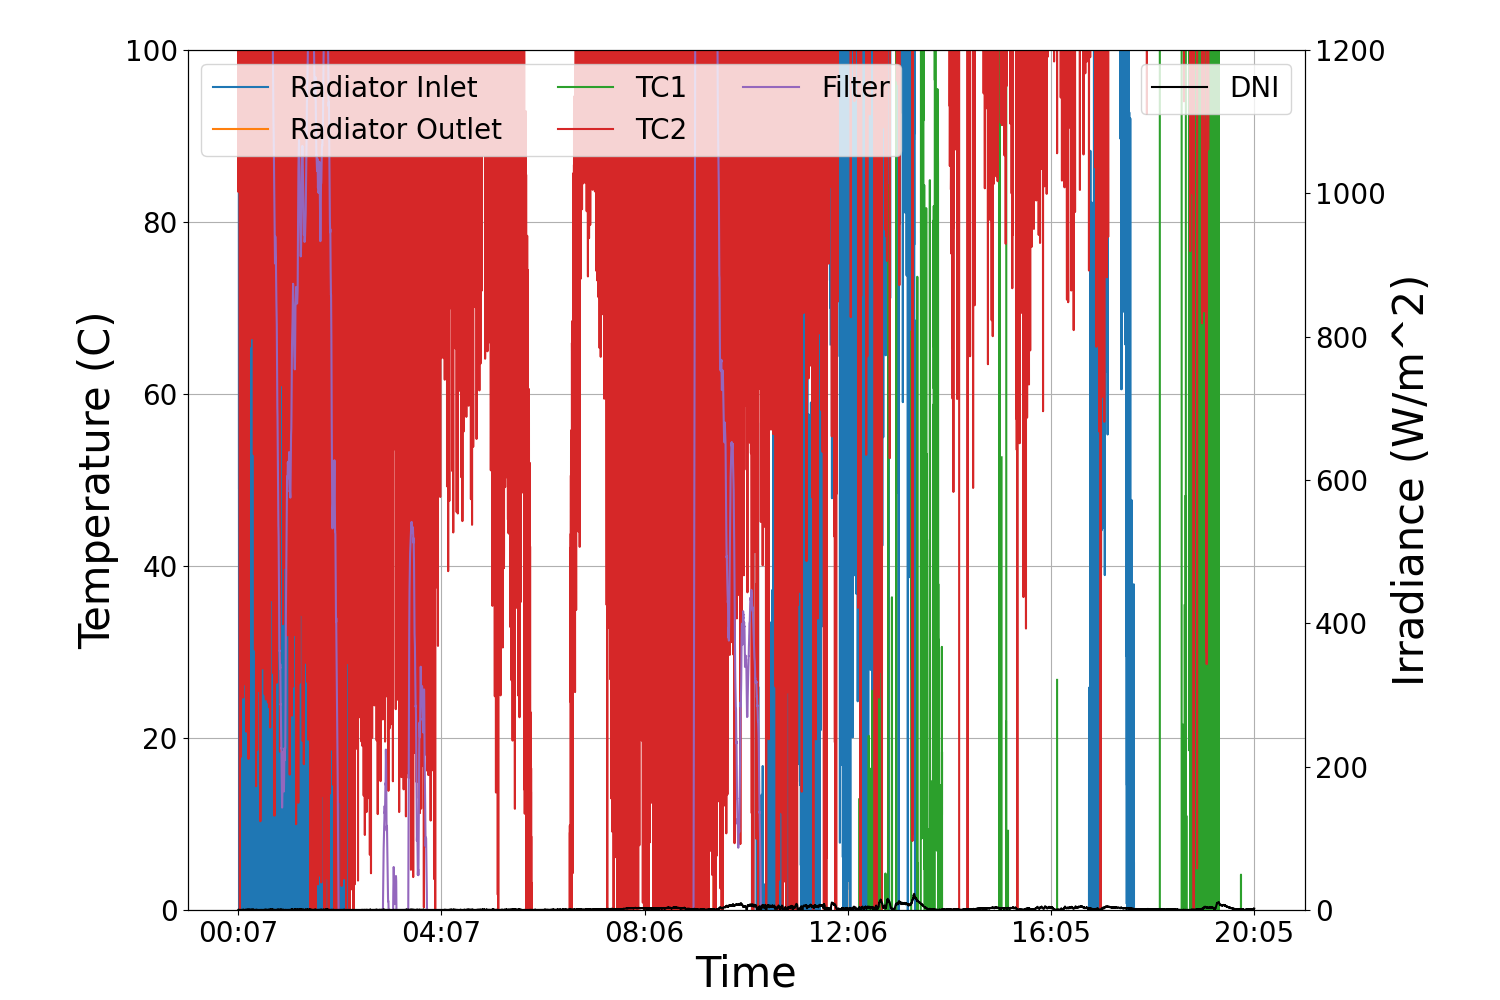 100
80
60
40
20
0
Temperature (C)
Radiator Inlet
Radiator Outlet
TC1
TC2
Filter
DNI
1200
1000
800
600
400
200
0
Irradiance (W/m^2)
00:07 04:07 08:06 12:06 16:05 20:05
Time